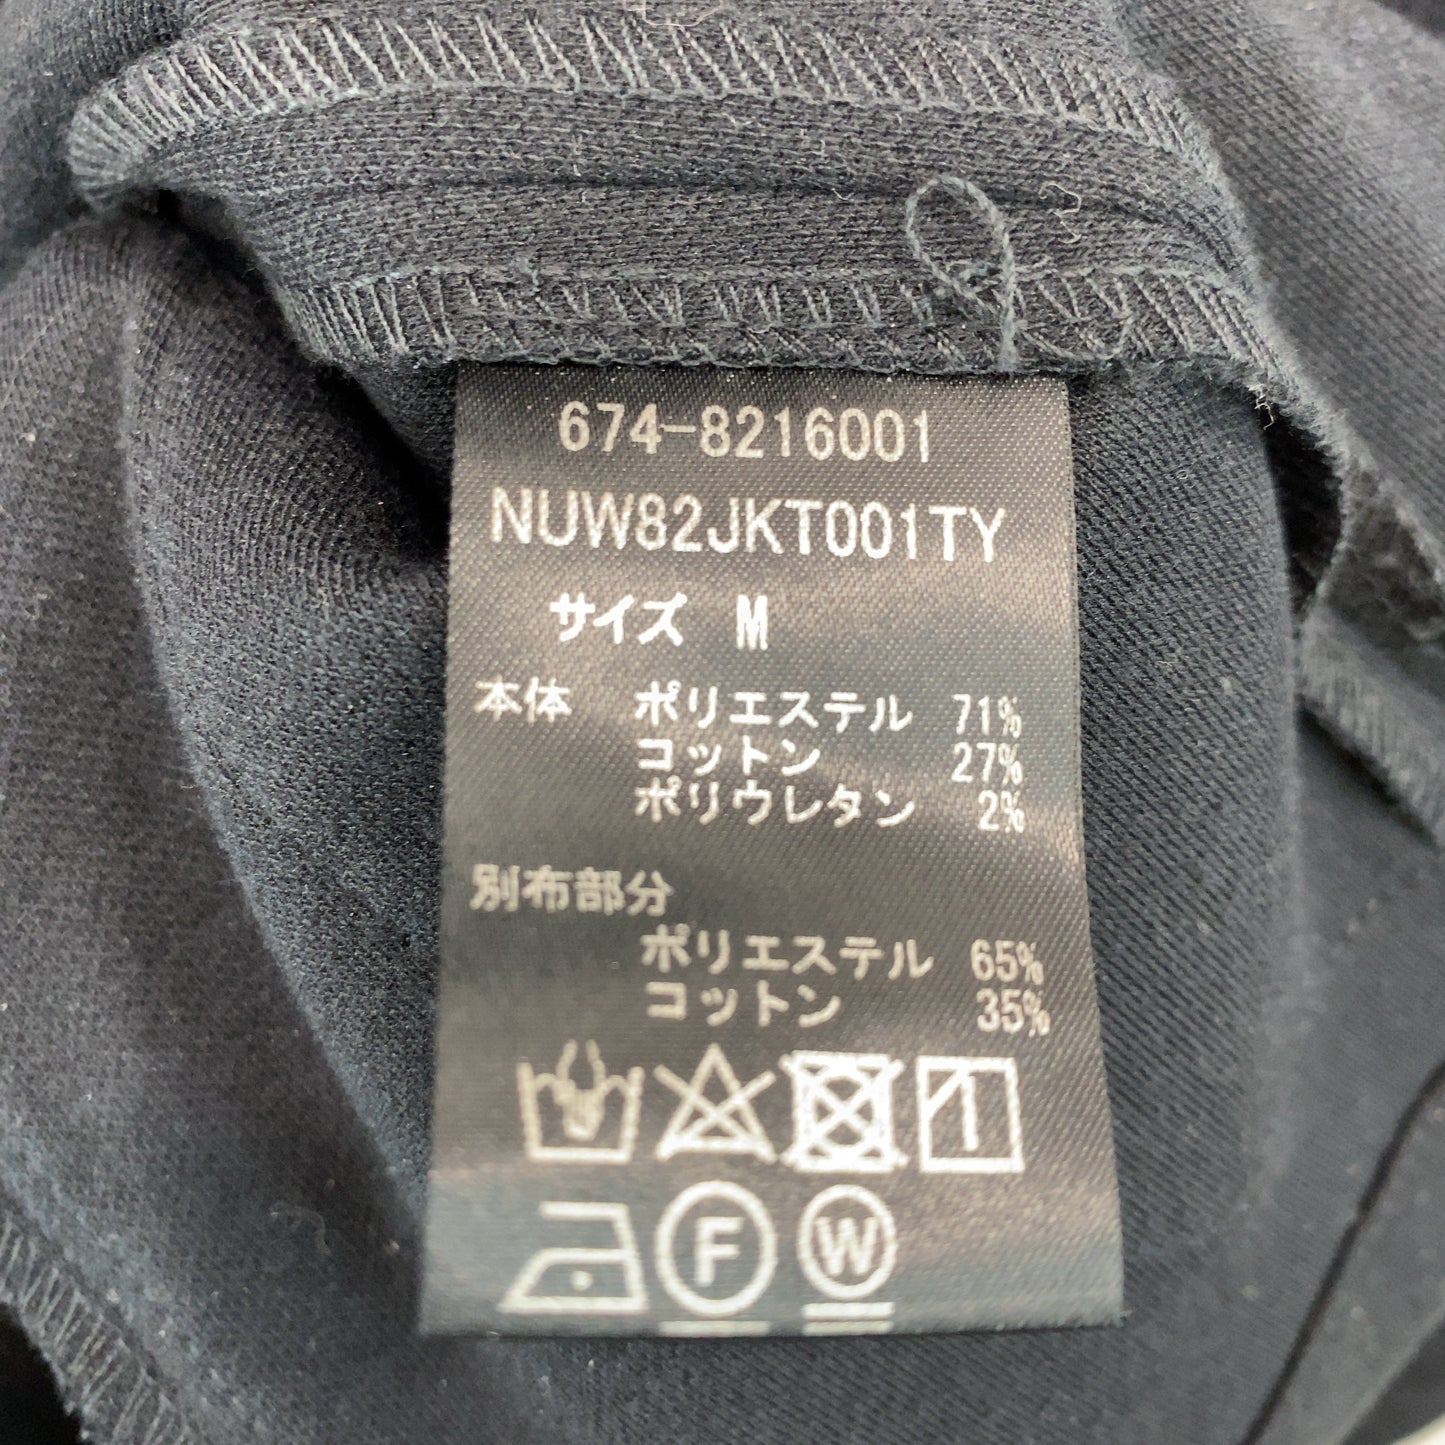 674-8216001
NUW82JKT001TY
サイズ M
本体 ポリエステル 71%
コットン 27%
ポリウレタン 2%
別布部分
ポリエステル 65%
コットン 35%
F W